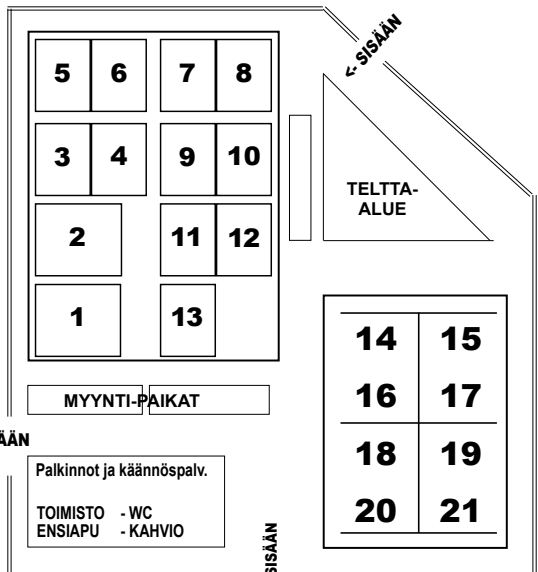 <- SISÄÄN
5 6 7 8
3 4 9 10
TELTTA-
ALUE
2 11 12
1 13
14 15
16 17
18 19
20 21
MYYNTI-PAIKAT
ÄÄN
Palkinnot ja käännöspalv.
TOIMISTO - WC
ENSIAPU - KAHVIO
SISÄÄN